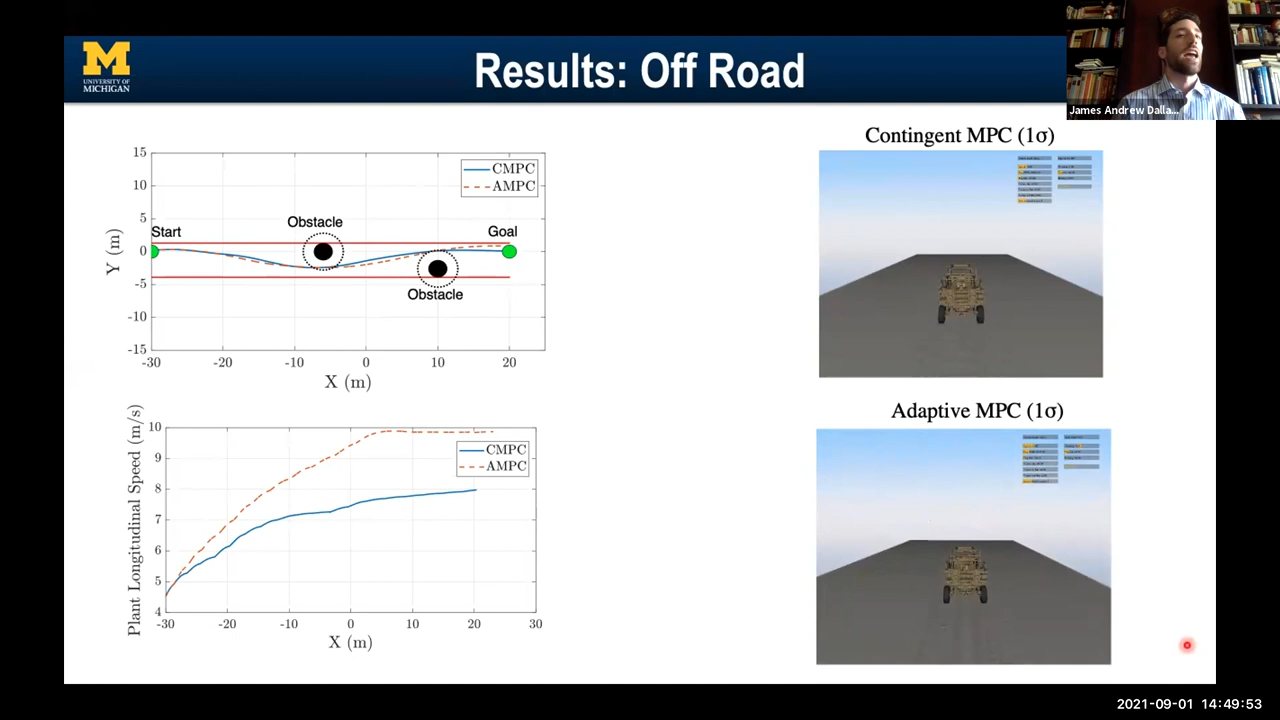 UNIVERSITY OF
MICHIGAN
Results: Off Road
James Andrew Dalla...
CMPC
AMPC
Start
Obstacle
Goal
Obstacle
15
10
5
0
-5
-10
-15
-30
-20
-10
0
10
20
X (m)
Y (m)
CMPC
AMPC
10
9
8
7
6
5
4
-30
-20
-10
0
10
20
30
X (m)
Plant Longitudinal Speed (m/s)
Contingent MPC (1σ)
Adaptive MPC (1σ)
2021-09-01 14:49:53